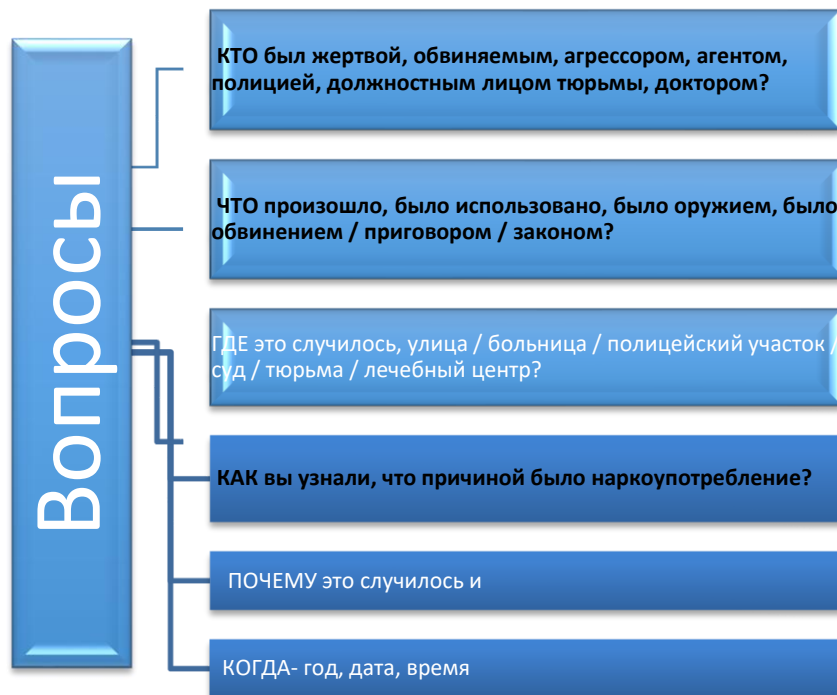 Вопросы
КТО был жертвой, обвиняемым, агрессором, агентом,
полицией, должностным лицом тюрьмы, доктором?
ЧТО произошло, было использовано, было оружием, было
обвинением / приговором / законом?
ГДЕ это случилось, улица / больница / полицейский участок /
суд / тюрьма / лечебный центр?
КАК вы узнали, что причиной было наркоупотребление?
ПОЧЕМУ это случилось и
КОГДА- год, дата, время